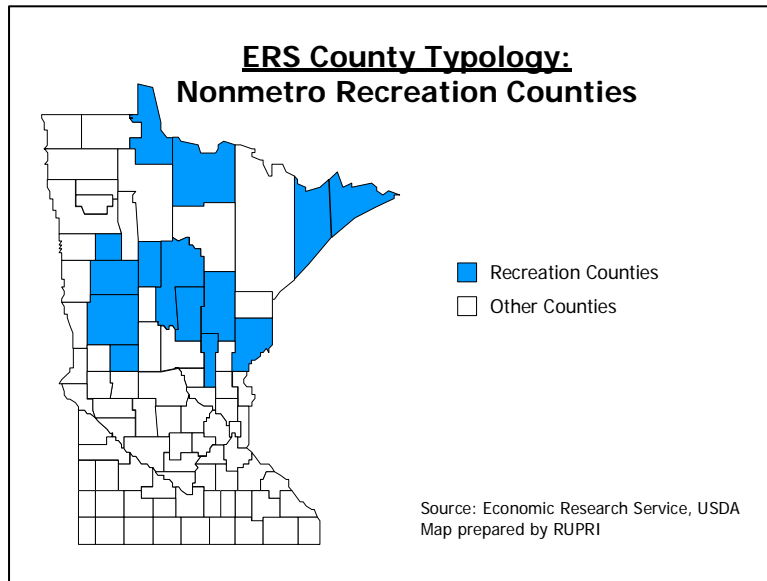 ERS County Typology:
Nonmetro Recreation Counties
Recreation Counties
Other Counties
Source: Economic Research Service, USDA
Map prepared by RUPRI